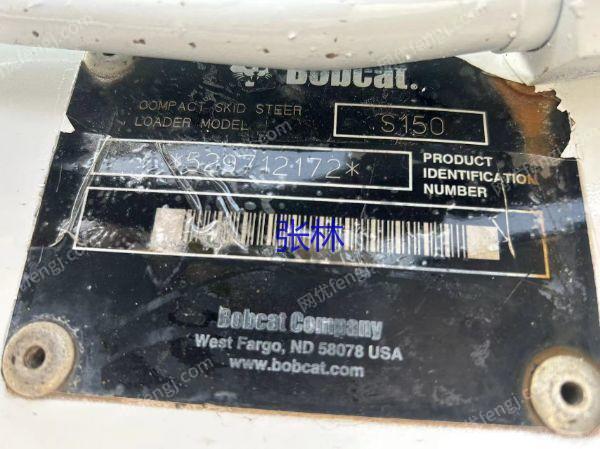 Bobcat.
COMPACT SKID STEER
LOADER MODEL
S150
*529712172*
PRODUCT
IDENTIFICATION
NUMBER
张林
Bobcat Company
West Fargo, ND 58078 USA
www.bobcat.com